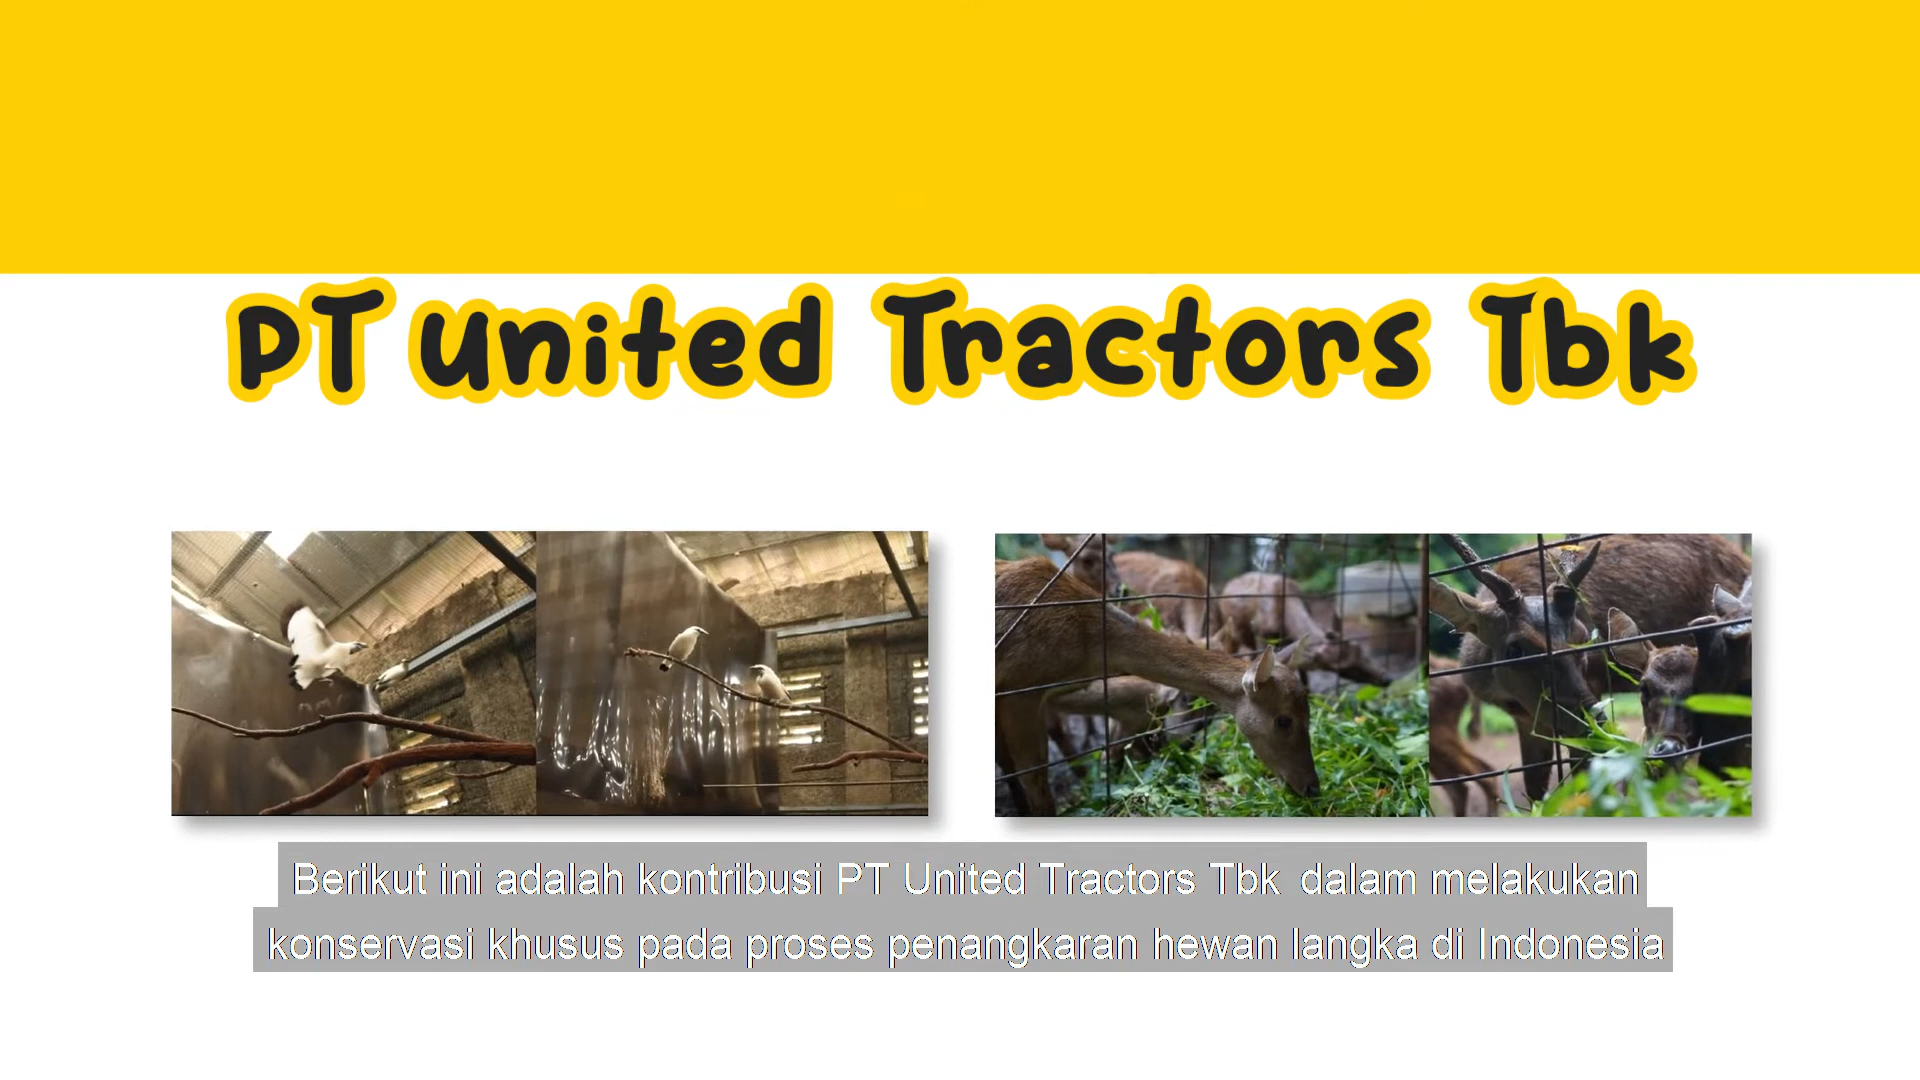 PT United Tractors Tbk
Berikut ini adalah kontribusi PT United Tractors Tbk dalam melakukan
konservasi khusus pada proses penangkaran hewan langka di Indonesia